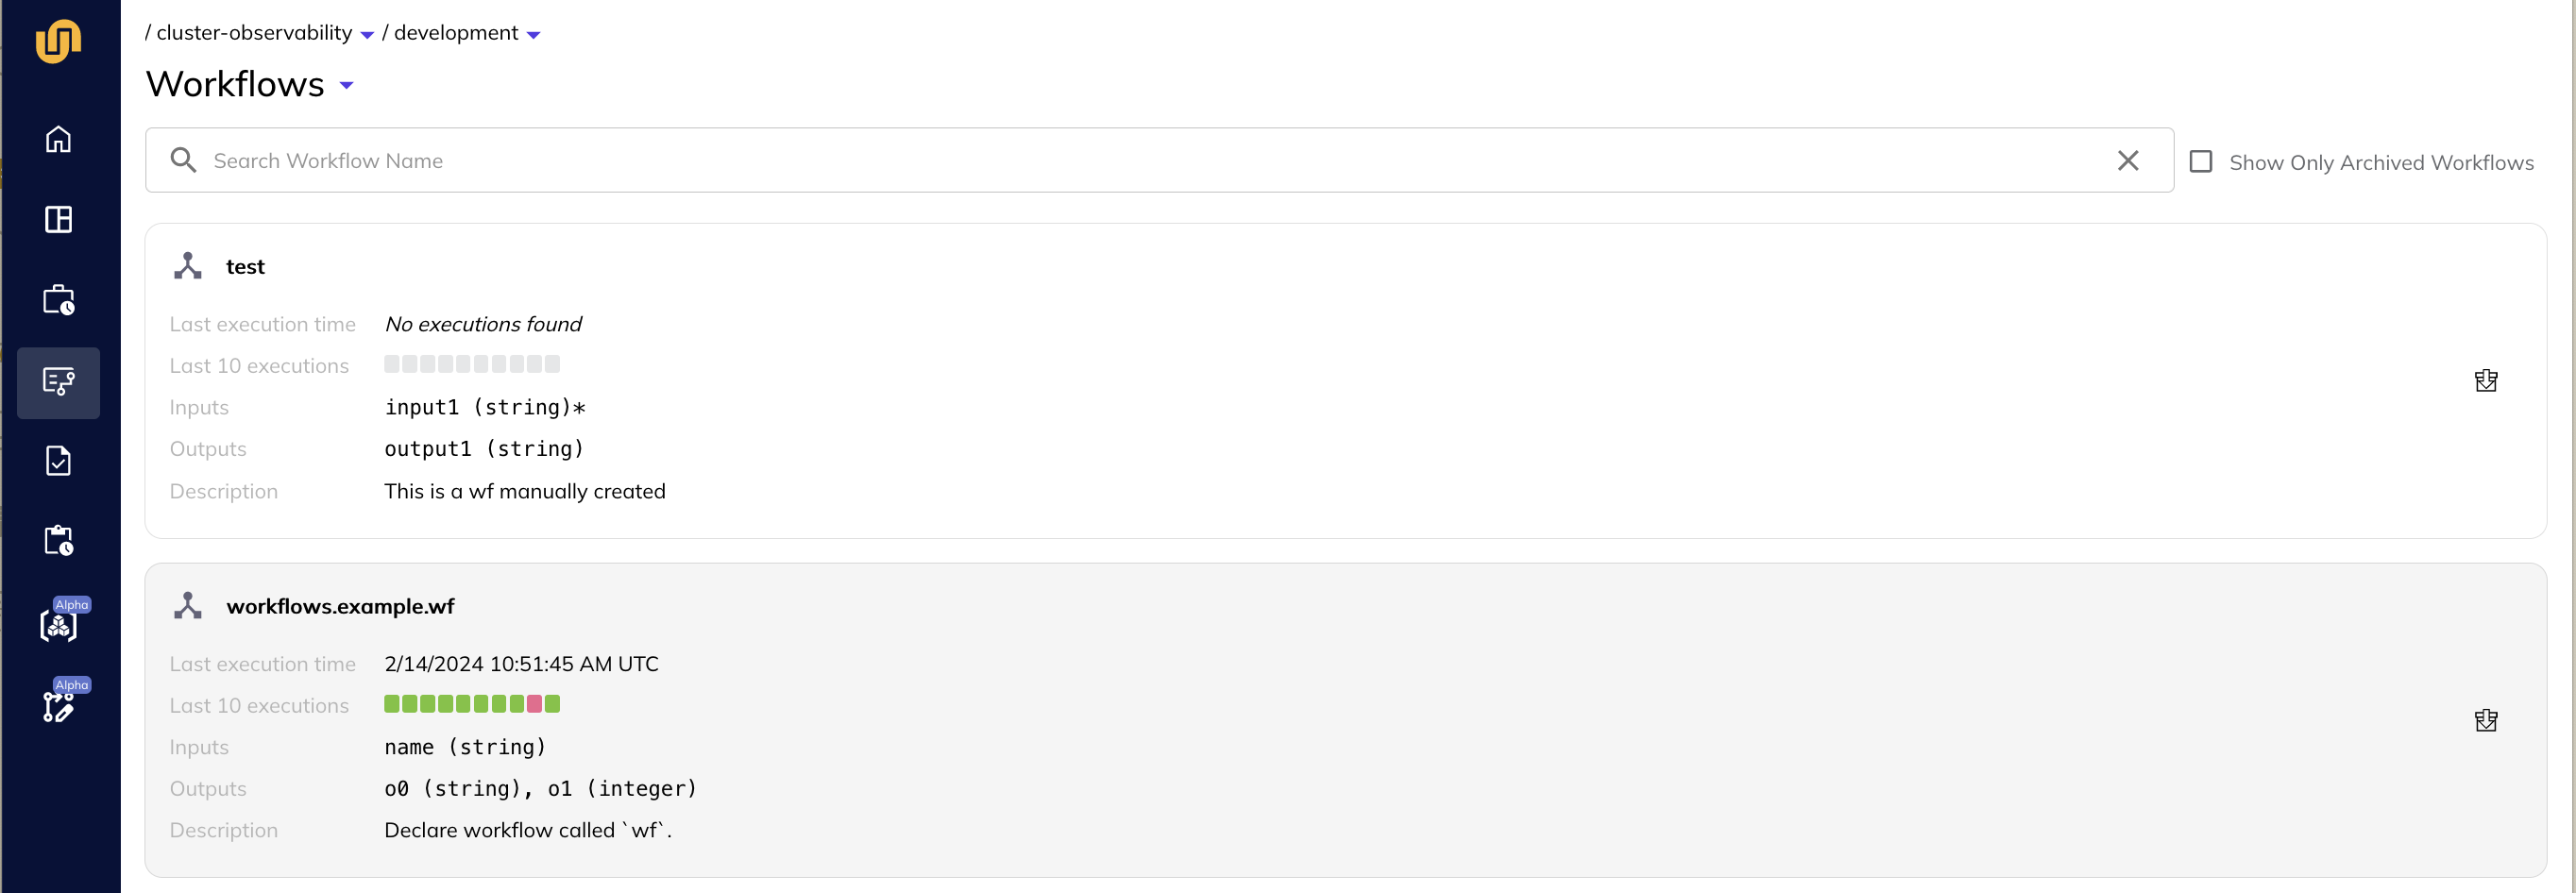 / cluster-observability / development
Workflows
Search Workflow Name
Show Only Archived Workflows
test
Last execution time No executions found
Last 10 executions
Inputs input1 (string)*
Outputs output1 (string)
Description This is a wf manually created
Alpha
workflows.example.wf
Last execution time 2/14/2024 10:51:45 AM UTC
Alpha
Last 10 executions
Inputs name (string)
Outputs o0 (string), o1 (integer)
Description Declare workflow called `wf`.